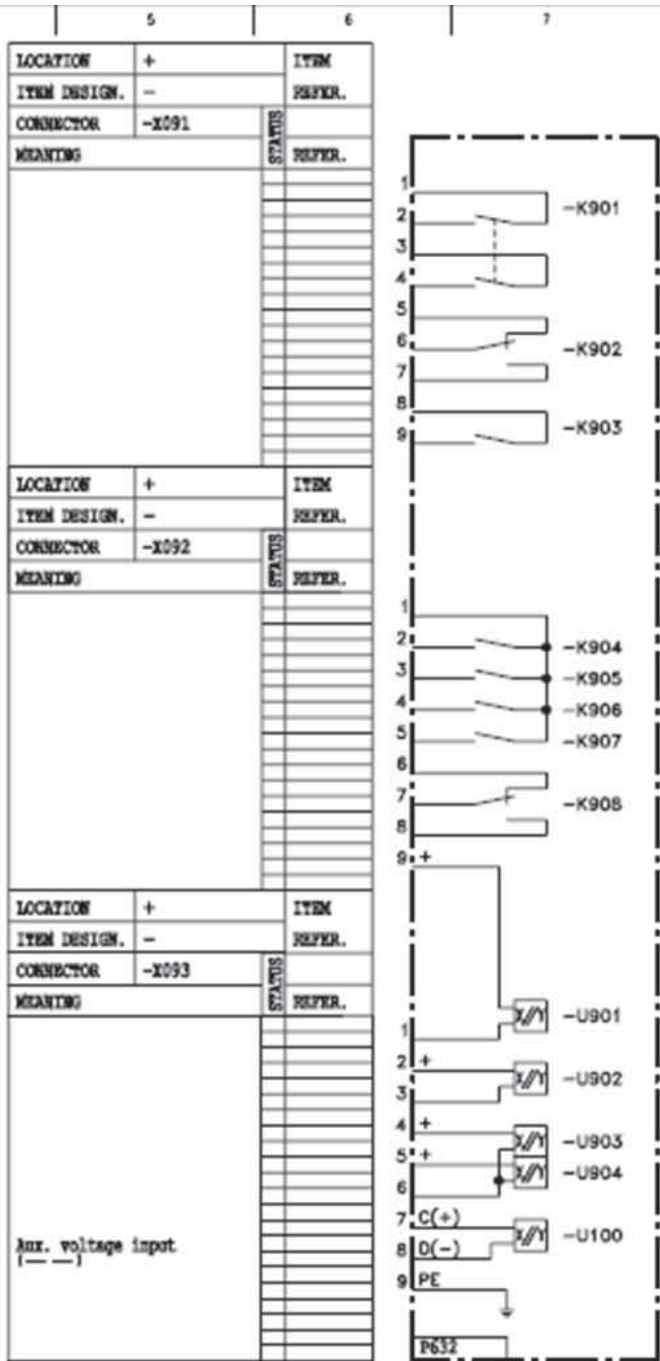 5 6 7
LOCATION + ITEM
ITEM DESIGN. - REFER.
CONNECTOR -X091 STATUS
MEANING REFER.
1
-K901
2
3
4
5
6
-K902
7
8
-K903
9
LOCATION + ITEM
ITEM DESIGN. - REFER.
CONNECTOR -X092 STATUS
MEANING REFER.
1
2 -K904
3 -K905
4 -K906
5 -K907
6
7 -K908
8
9 +
LOCATION + ITEM
ITEM DESIGN. - REFER.
CONNECTOR -X093 STATUS
MEANING REFER.
X//Y -U901
1
2 +
X//Y -U902
3
4 +
X//Y -U903
5 +
X//Y -U904
6
7 C(+)
X//Y -U100
Aux. voltage input
8 D(-)
(— —)
9 PE
P632